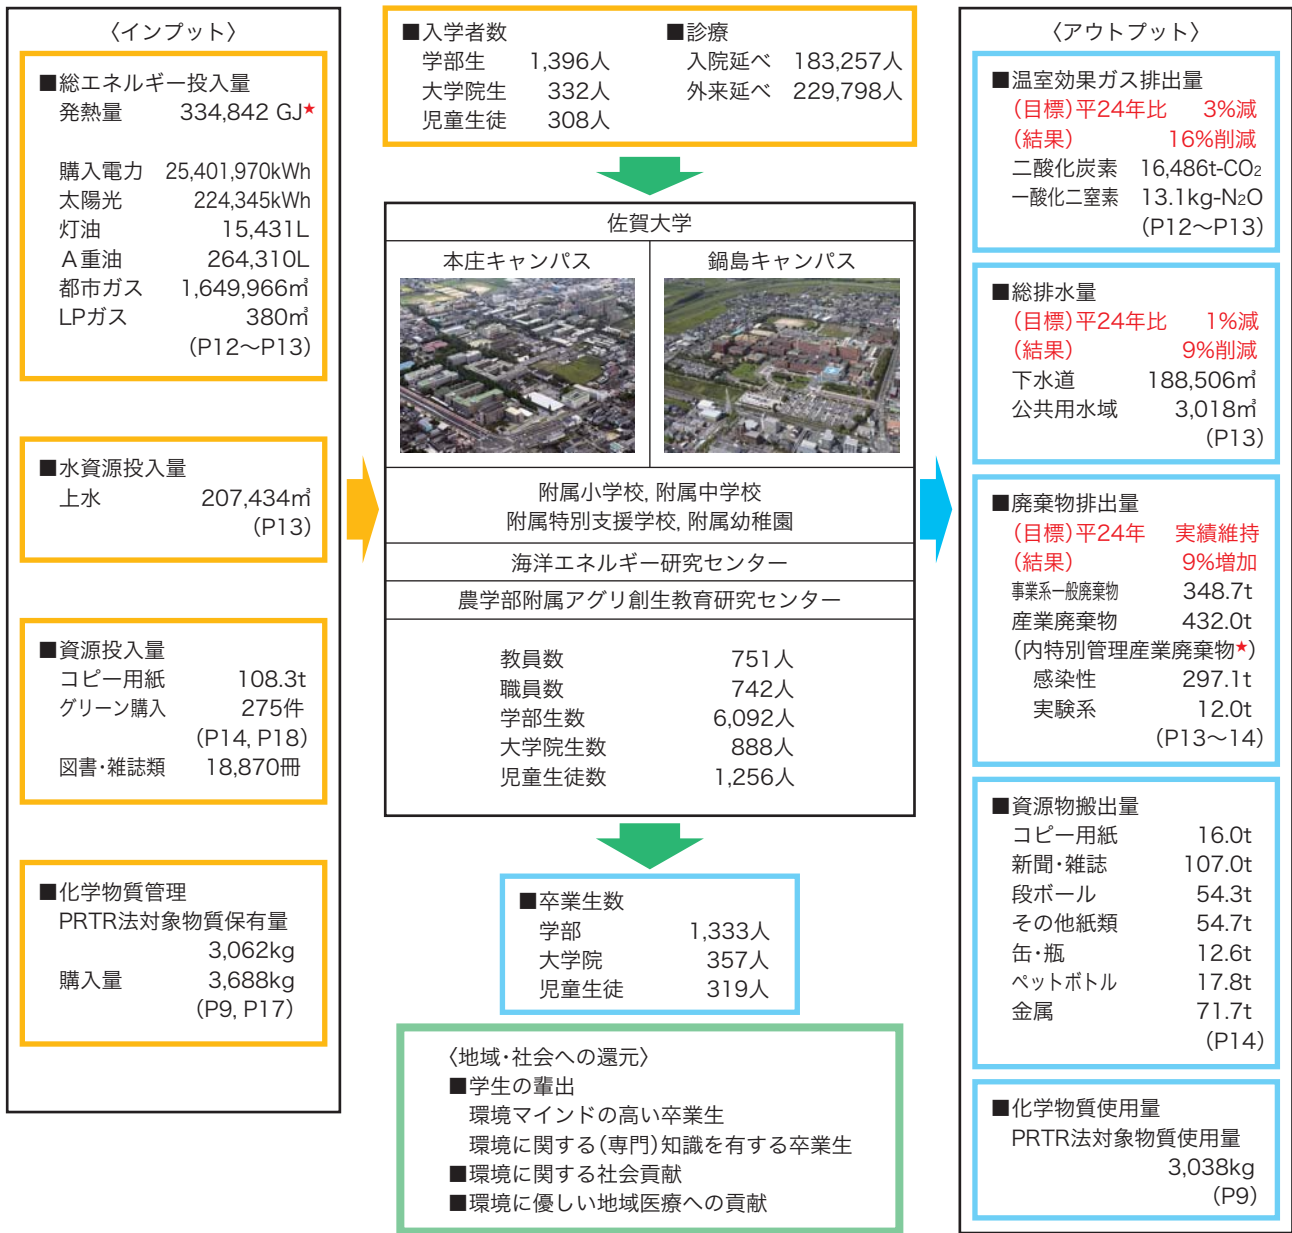 〈インプット〉
■総エネルギー投入量
発熱量 334,842 GJ★
購入電力 25,401,970kWh
太陽光 224,345kWh
灯油 15,431L
A重油 264,310L
都市ガス 1,649,966㎥
LPガス 380㎥
(P12～P13)
■水資源投入量
上水 207,434㎥
(P13)
■資源投入量
コピー用紙 108.3t
グリーン購入 275件
(P14, P18)
図書・雑誌類 18,870冊
■化学物質管理
PRTR法対象物質保有量
3,062kg
購入量 3,688kg
(P9, P17)
■入学者数
学部生 1,396人
大学院生 332人
児童生徒 308人
■診療
入院延べ 183,257人
外来延べ 229,798人
佐賀大学
本庄キャンパス
鍋島キャンパス
附属小学校, 附属中学校
附属特別支援学校, 附属幼稚園
海洋エネルギー研究センター
農学部附属アグリ創生教育研究センター
教員数 751人
職員数 742人
学部生数 6,092人
大学院生数 888人
児童生徒数 1,256人
■卒業生数
学部 1,333人
大学院 357人
児童生徒 319人
〈地域・社会への還元〉
■学生の輩出
環境マインドの高い卒業生
環境に関する(専門)知識を有する卒業生
■環境に関する社会貢献
■環境に優しい地域医療への貢献
〈アウトプット〉
■温室効果ガス排出量
(目標)平24年比 3%減
(結果) 16%削減
二酸化炭素 16,486t-CO₂
一酸化二窒素 13.1kg-N₂O
(P12～P13)
■総排水量
(目標)平24年比 1%減
(結果) 9%削減
下水道 188,506㎥
公共用水域 3,018㎥
(P13)
■廃棄物排出量
(目標)平24年 実績維持
(結果) 9%増加
事業系一般廃棄物 348.7t
産業廃棄物 432.0t
(内特別管理産業廃棄物★)
感染性 297.1t
実験系 12.0t
(P13～14)
■資源物搬出量
コピー用紙 16.0t
新聞・雑誌 107.0t
段ボール 54.3t
その他紙類 54.7t
缶・瓶 12.6t
ペットボトル 17.8t
金属 71.7t
(P14)
■化学物質使用量
PRTR法対象物質使用量
3,038kg
(P9)